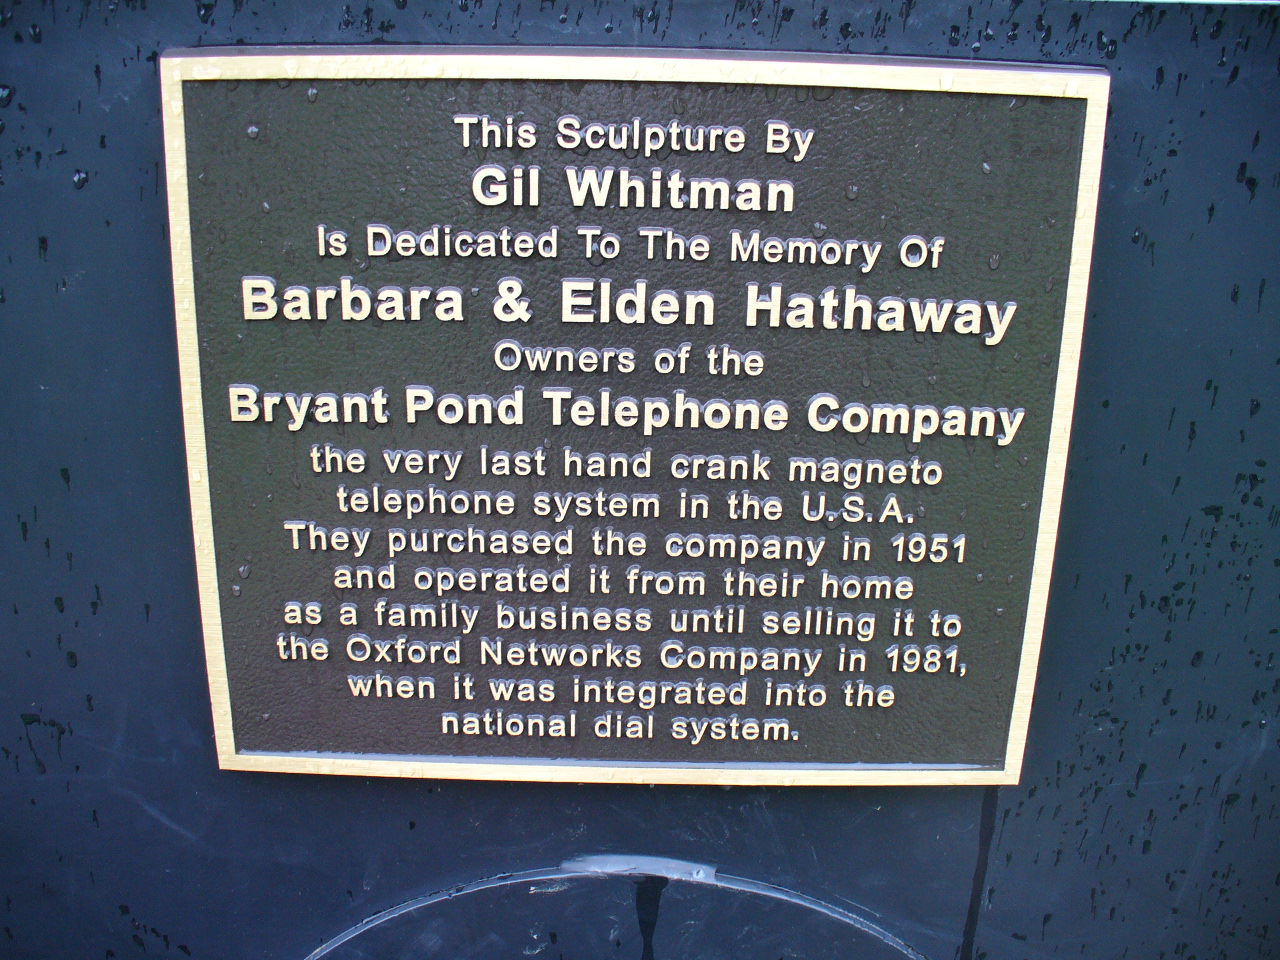 This Sculpture By
Gil Whitman
Is Dedicated To The Memory Of
Barbara & Elden Hathaway
Owners of the
Bryant Pond Telephone Company
the very last hand crank magneto
telephone system in the U.S.A.
They purchased the company in 1951
and operated it from their home
as a family business until selling it to
the Oxford Networks Company in 1981,
when it was integrated into the
national dial system.